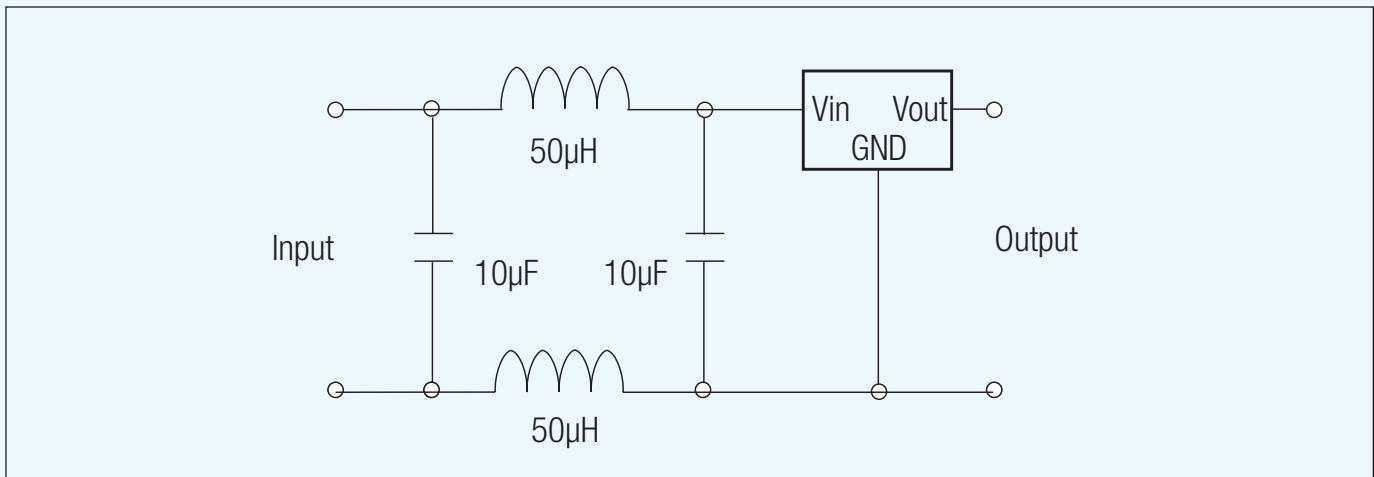 50µH
Vin Vout
GND
Input
10µF
10µF
Output
50µH